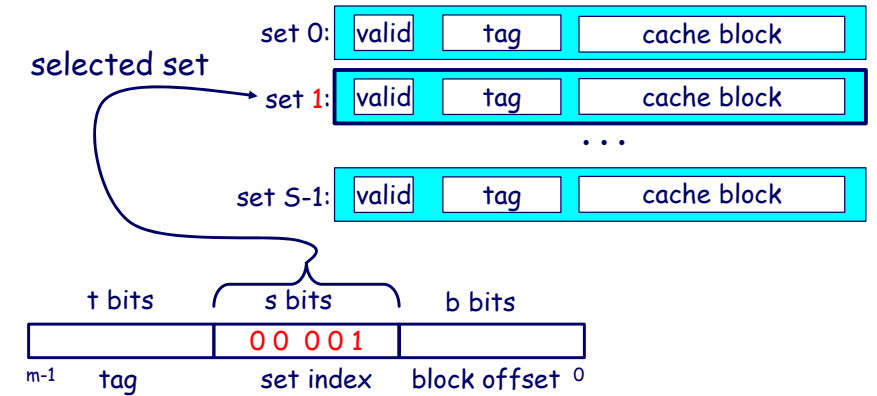 set 0: valid tag cache block
selected set
set 1: valid tag cache block
. . .
set S-1: valid tag cache block
t bits s bits b bits
0 0 0 0 1
m-1 tag set index block offset 0